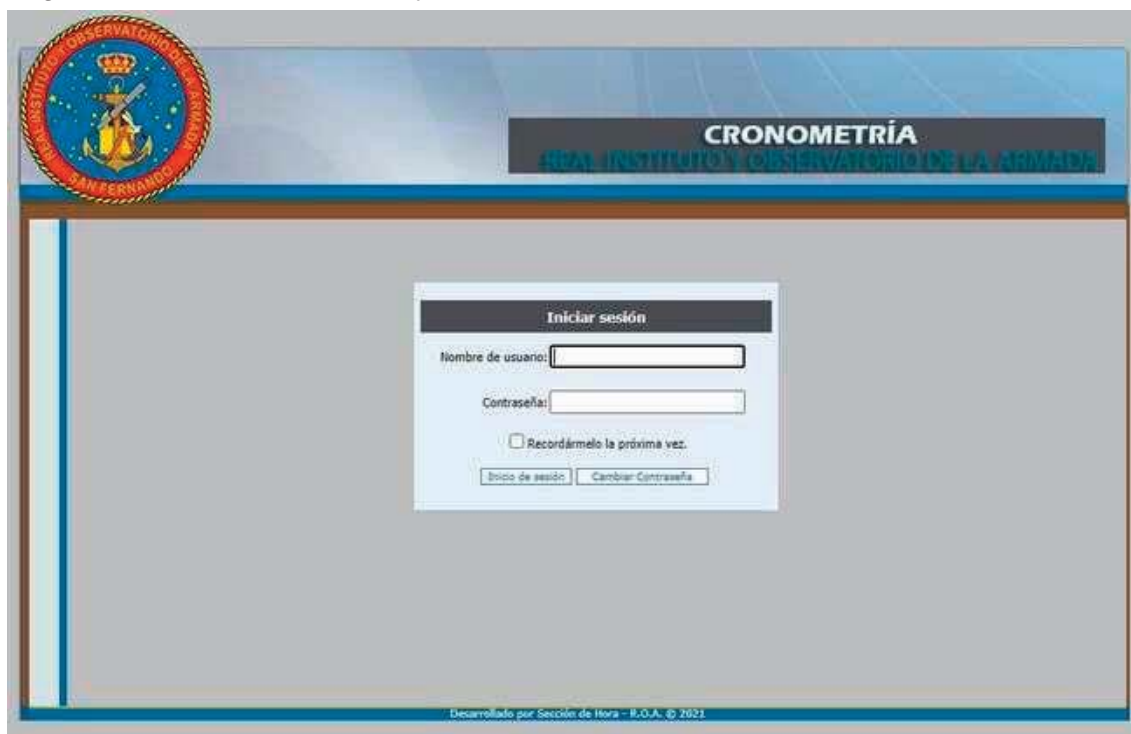 REAL INSTITUTO Y OBSERVATORIO DE LA ARMADA
SAN FERNANDO
CRONOMETRÍA
REAL INSTITUTO Y OBSERVATORIO DE LA ARMADA
Iniciar sesión
Nombre de usuario:
Contraseña:
Recordármelo la próxima vez.
Inicio de sesión Cambiar Contraseña
Desarrollado por Sección de Hora - R.O.A. © 2021